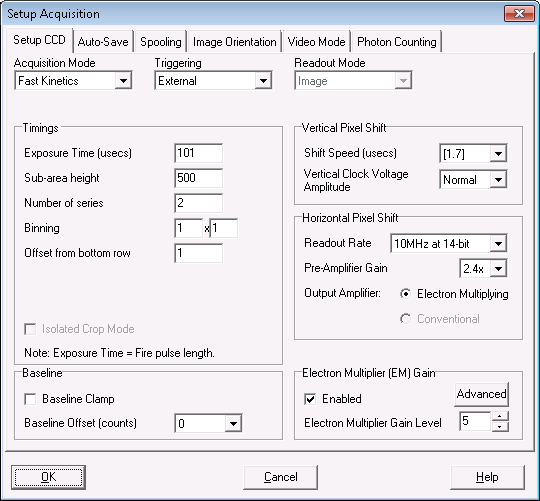 Setup Acquisition
Setup CCD Auto-Save Spooling Image Orientation Video Mode Photon Counting
Acquisition Mode Triggering Readout Mode
Fast Kinetics External Image
Timings
Exposure Time (usecs) 101
Sub-area height 500
Number of series 2
Binning 1 x 1
Offset from bottom row 1
Isolated Crop Mode
Note: Exposure Time = Fire pulse length.
Vertical Pixel Shift
Shift Speed (usecs) [1.7]
Vertical Clock Voltage
Amplitude Normal
Horizontal Pixel Shift
Readout Rate 10MHz at 14-bit
Pre-Amplifier Gain 2.4x
Output Amplifier: Electron Multiplying
Conventional
Baseline
Baseline Clamp
Baseline Offset (counts) 0
Electron Multiplier (EM) Gain
Enabled Advanced
Electron Multiplier Gain Level 5
OK Cancel Help